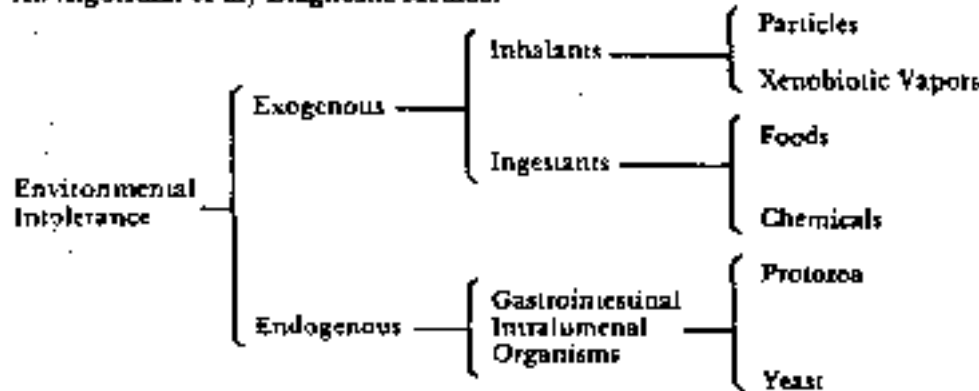 Particles
Inhalants
Xenobiotic Vapors
Exogenous
Foods
Ingestants
Environmental
Intolerance
Chemicals
Protozoa
Gastrointestinal
Endogenous
Intralumenal
Organisms
Yeast